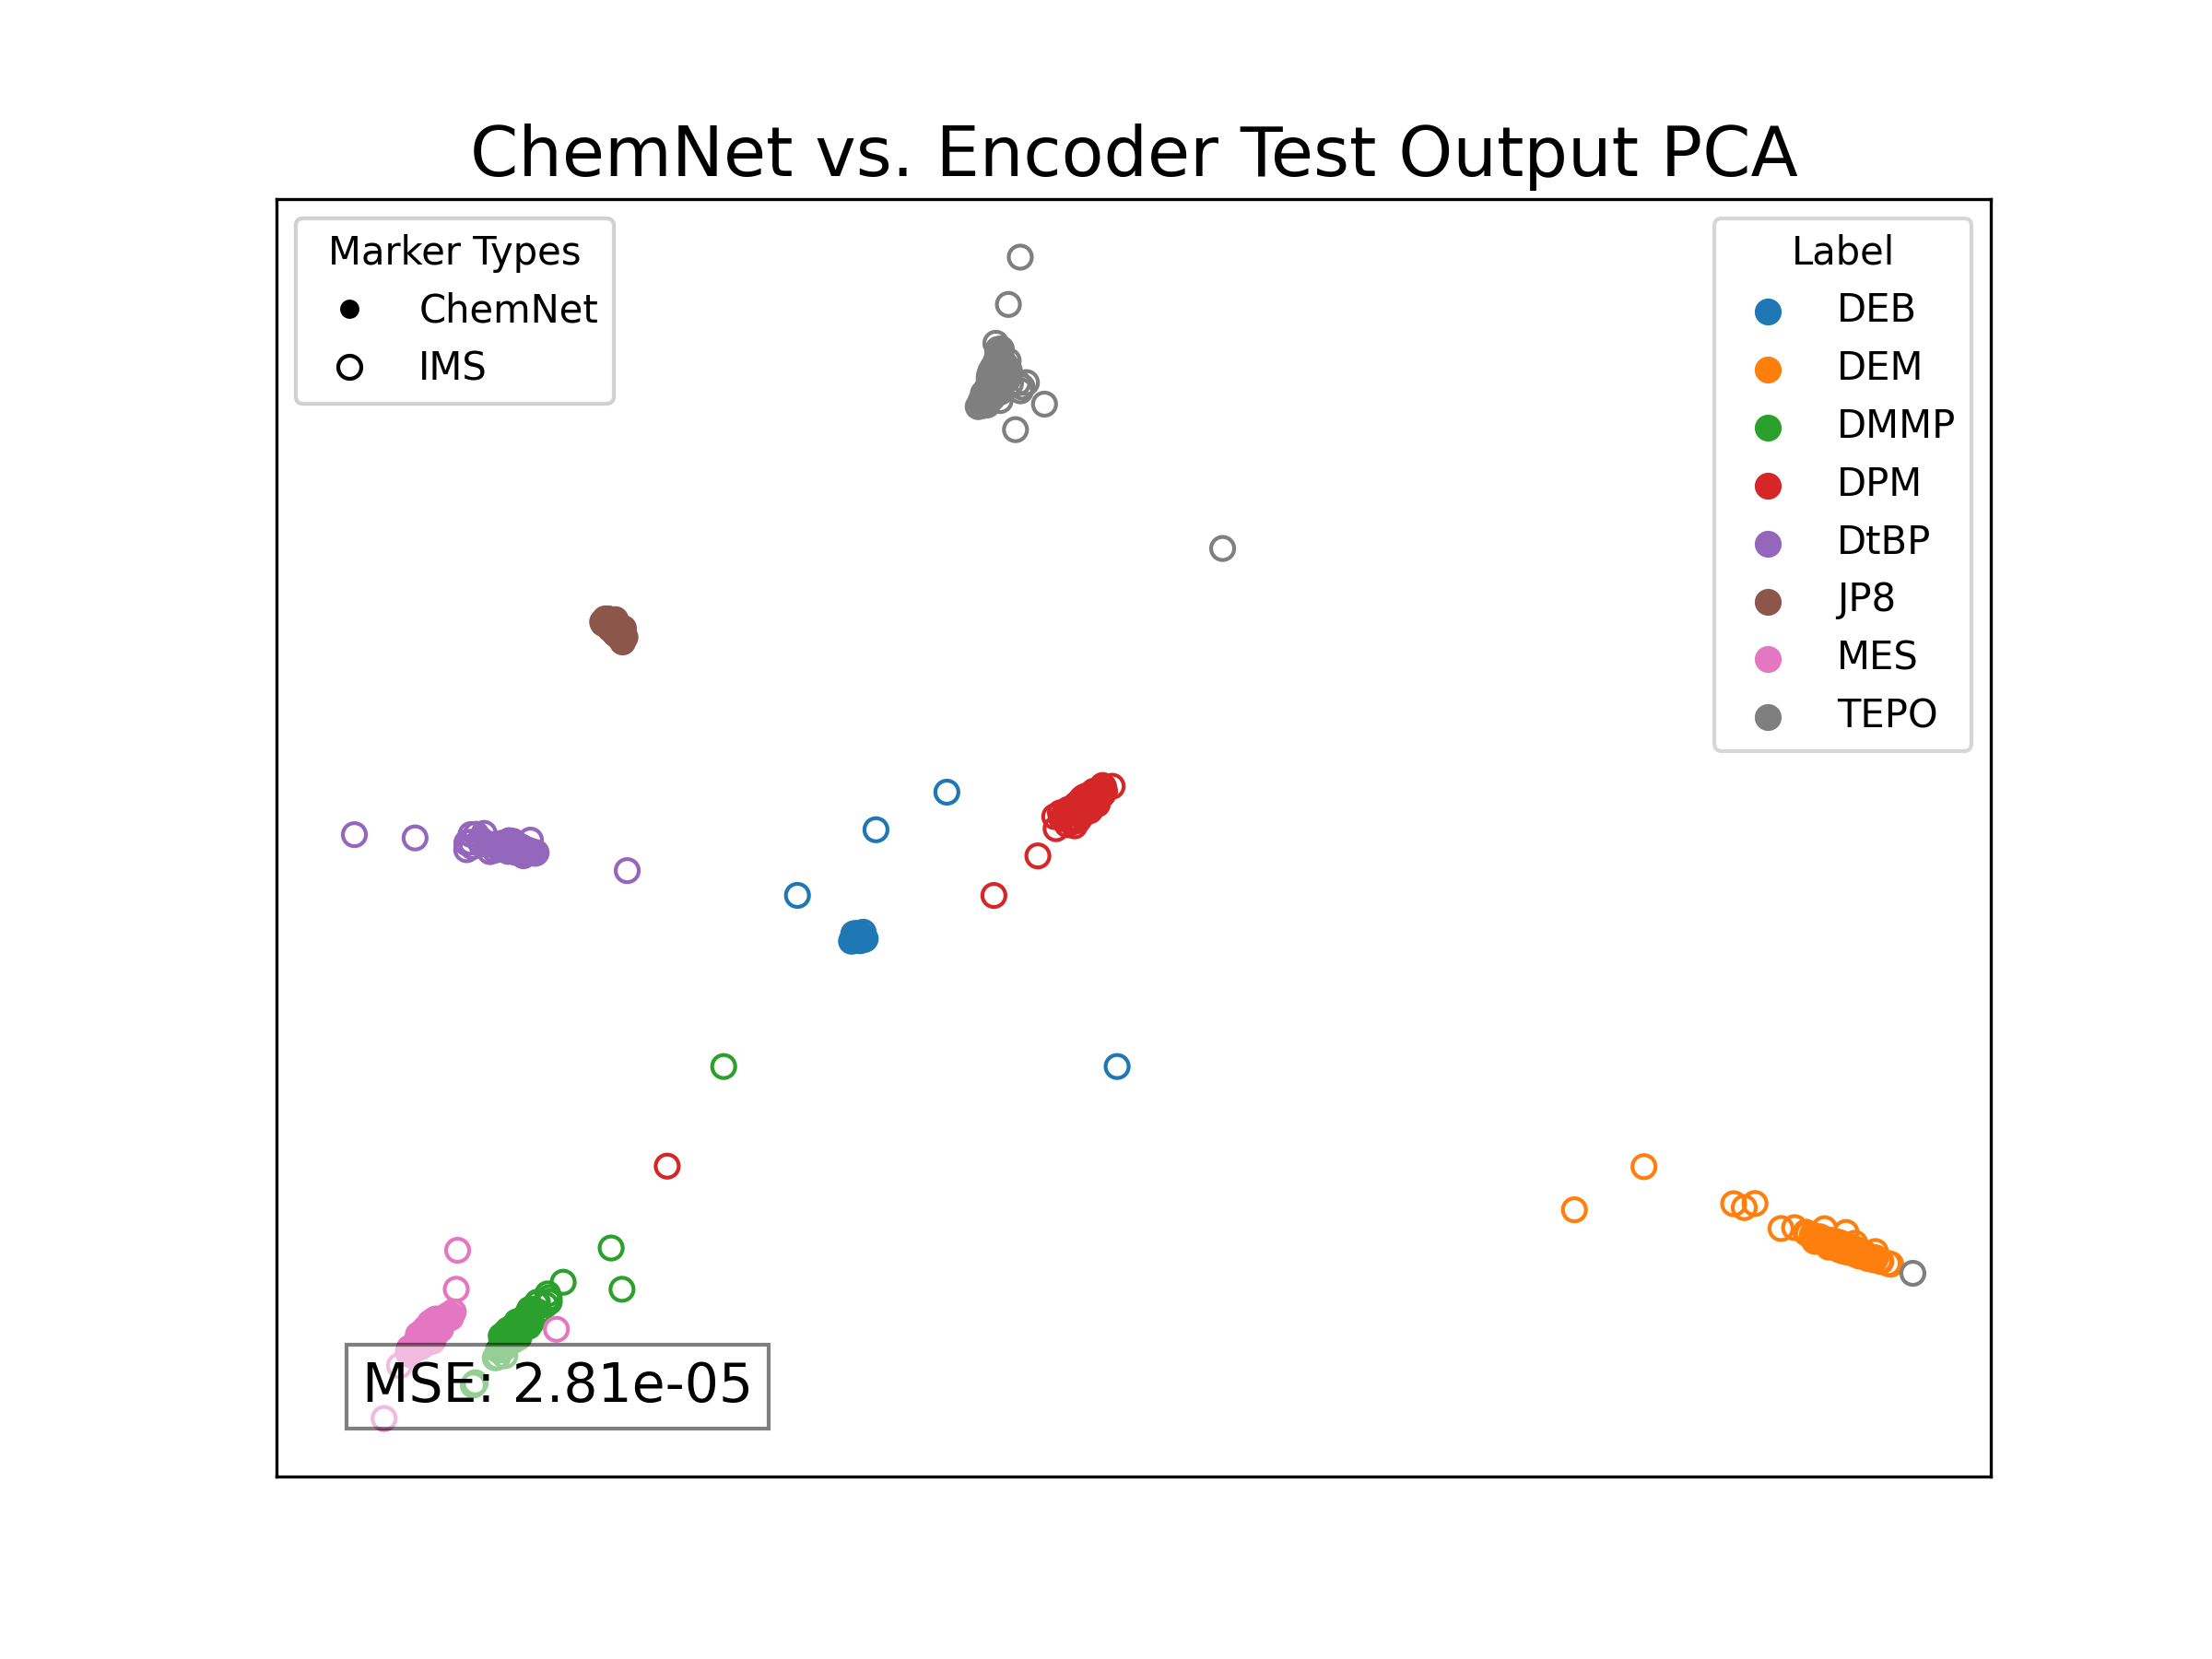 ChemNet vs. Encoder Test Output PCA
Marker Types
ChemNet
IMS
Label
DEB
DEM
DMMP
DPM
DtBP
JP8
MES
TEPO
MSE: 2.81e-05